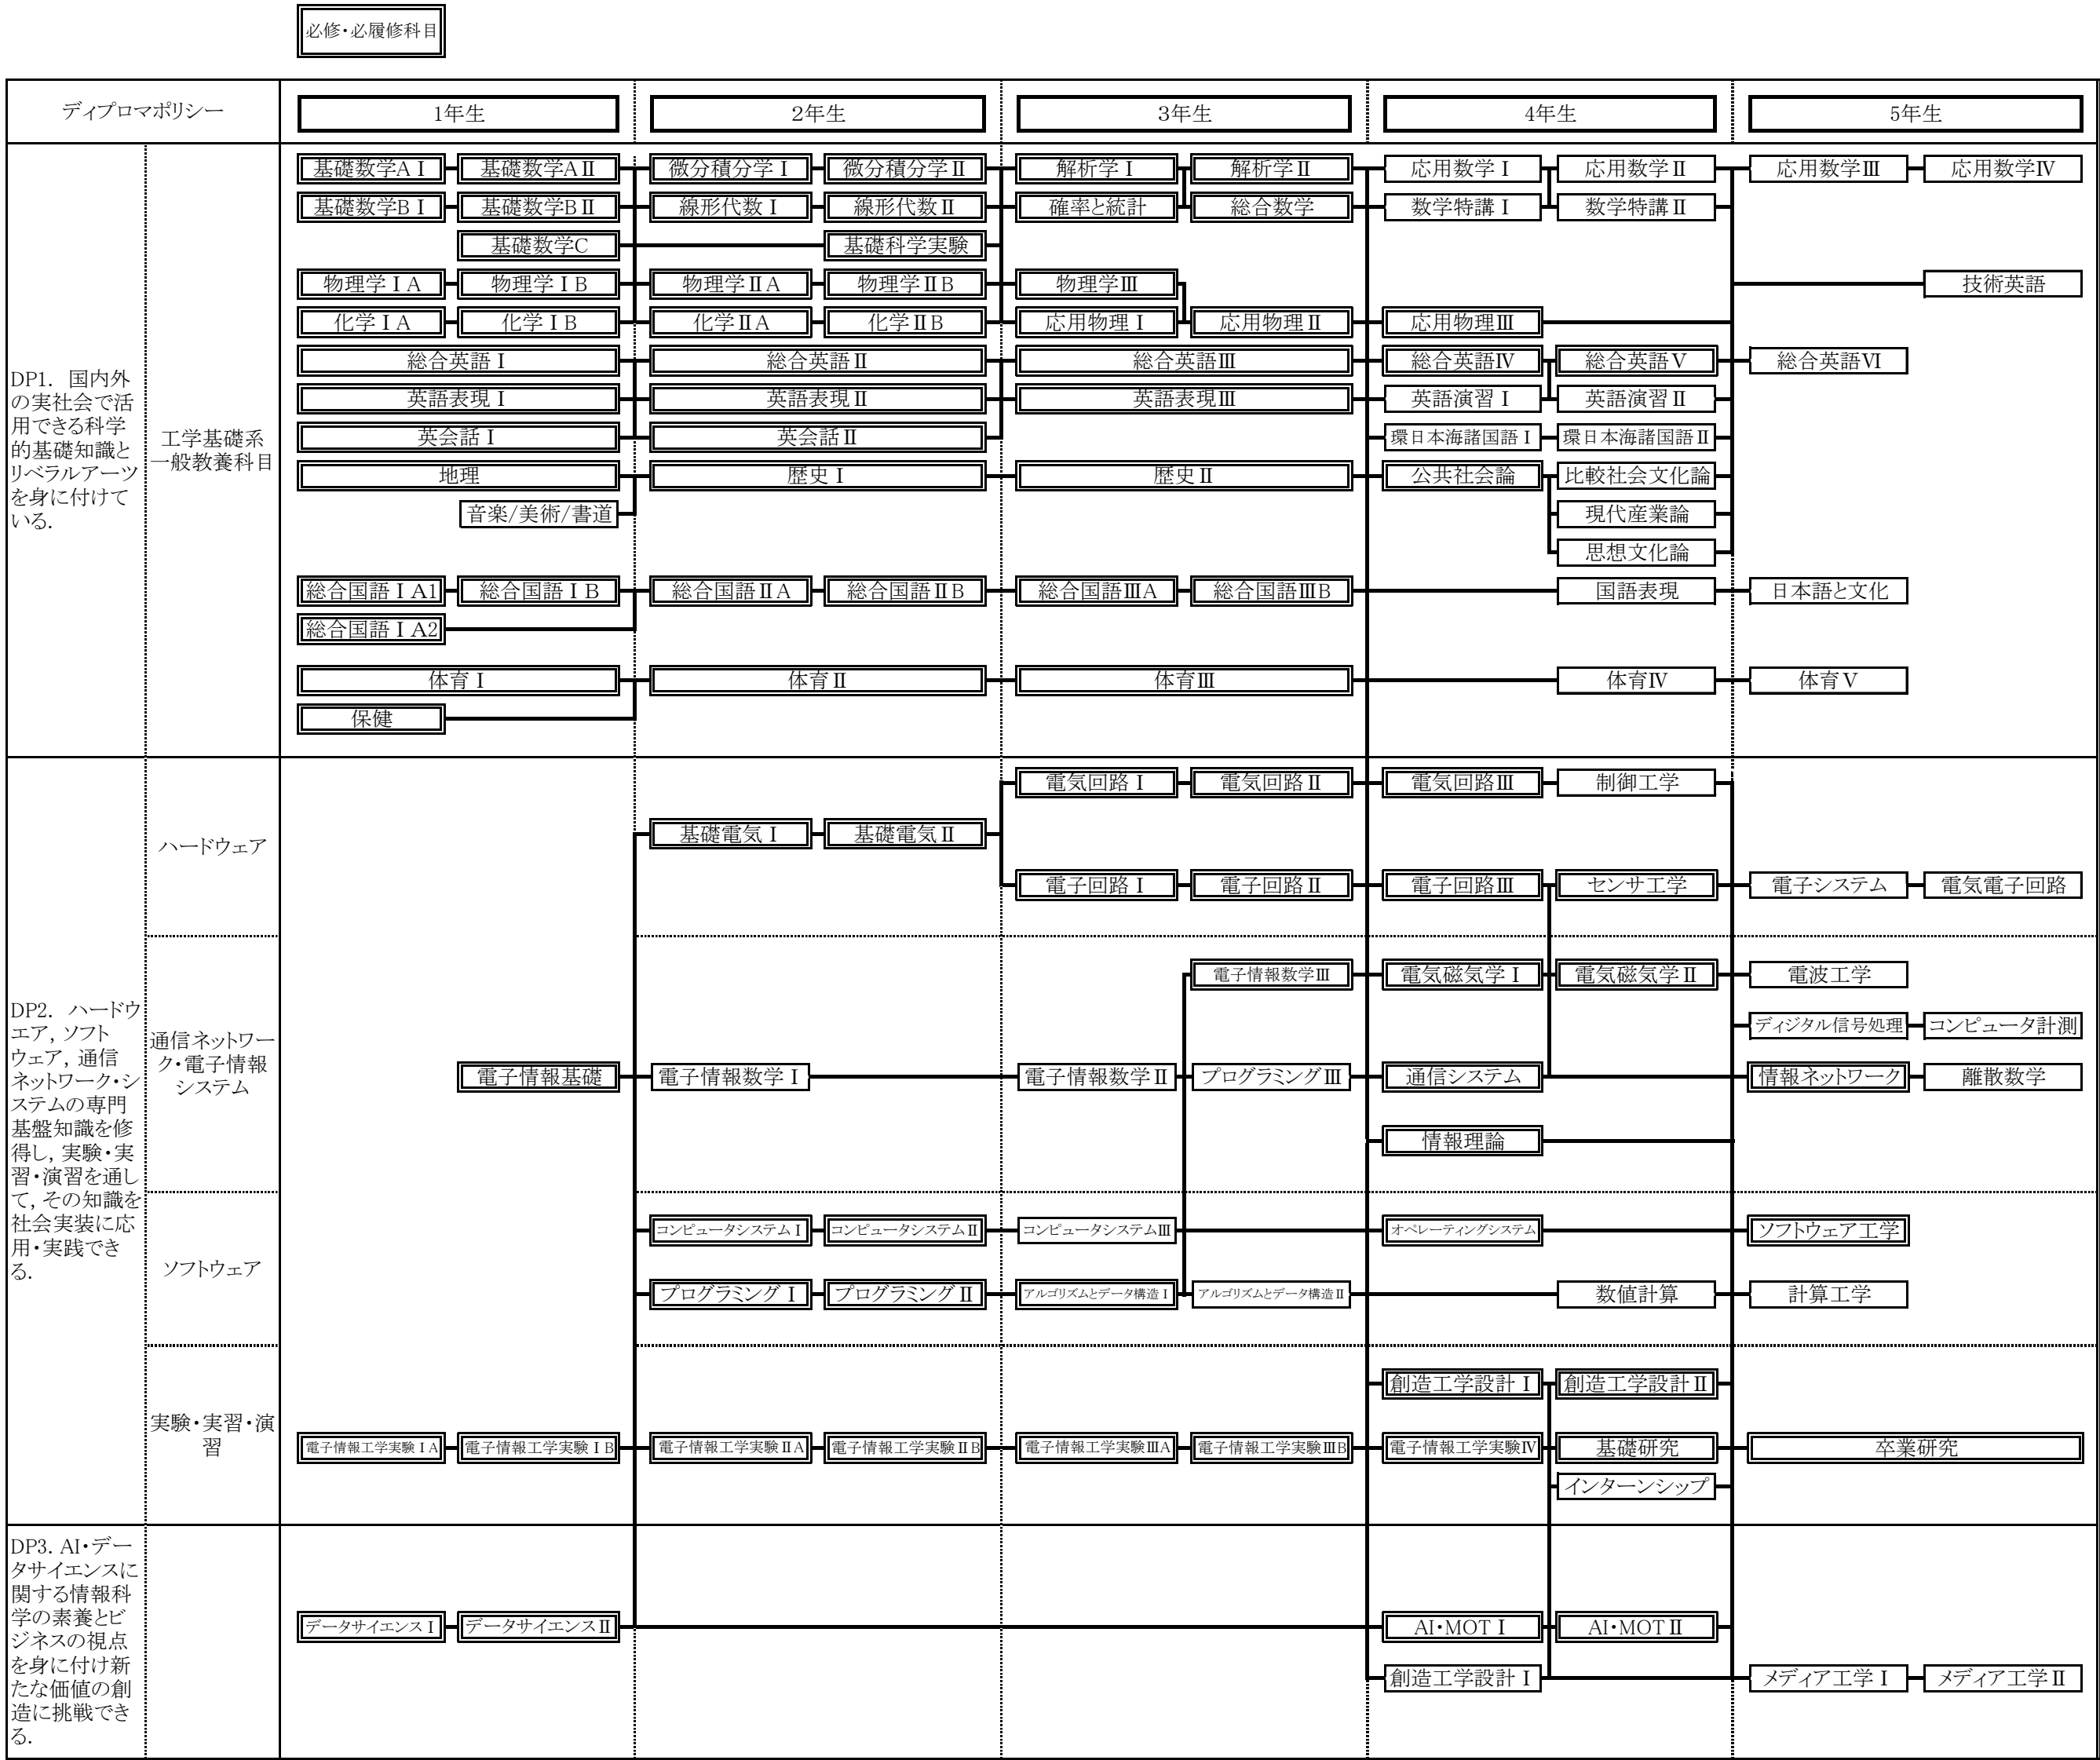 必修・必履修科目
ディプロマポリシー
1年生
2年生
3年生
4年生
5年生
DP1. 国内外
の実社会で活
用できる科学
的基礎知識と
リベラルアーツ
を身に付けて
いる.
工学基礎系
一般教養科目
基礎数学AⅠ
基礎数学AⅡ
微分積分学Ⅰ
微分積分学Ⅱ
解析学Ⅰ
解析学Ⅱ
応用数学Ⅰ
応用数学Ⅱ
応用数学Ⅲ
応用数学Ⅳ
基礎数学BⅠ
基礎数学BⅡ
線形代数Ⅰ
線形代数Ⅱ
確率と統計
総合数学
数学特講Ⅰ
数学特講Ⅱ
基礎数学C
基礎科学実験
物理学ⅠA
物理学ⅠB
物理学ⅡA
物理学ⅡB
物理学Ⅲ
技術英語
化学ⅠA
化学ⅠB
化学ⅡA
化学ⅡB
応用物理Ⅰ
応用物理Ⅱ
応用物理Ⅲ
総合英語Ⅰ
総合英語Ⅱ
総合英語Ⅲ
総合英語Ⅳ
総合英語Ⅴ
総合英語Ⅵ
英語表現Ⅰ
英語表現Ⅱ
英語表現Ⅲ
英語演習Ⅰ
英語演習Ⅱ
英会話Ⅰ
英会話Ⅱ
環日本海諸国語Ⅰ
環日本海諸国語Ⅱ
地理
歴史Ⅰ
歴史Ⅱ
公共社会論
比較社会文化論
音楽/美術/書道
現代産業論
思想文化論
総合国語ⅠA1
総合国語ⅠB
総合国語ⅡA
総合国語ⅡB
総合国語ⅢA
総合国語ⅢB
国語表現
日本語と文化
総合国語ⅠA2
体育Ⅰ
体育Ⅱ
体育Ⅲ
体育Ⅳ
体育Ⅴ
保健
DP2. ハードウ
エア, ソフト
ウェア, 通信
ネットワーク・シ
ステムの専門
基盤知識を修
得し, 実験・実
習・演習を通し
て, その知識を
社会実装に応
用・実践でき
る.
ハードウェア
電気回路Ⅰ
電気回路Ⅱ
電気回路Ⅲ
制御工学
基礎電気Ⅰ
基礎電気Ⅱ
電子回路Ⅰ
電子回路Ⅱ
電子回路Ⅲ
センサ工学
電子システム
電気電子回路
通信ネットワー
ク・電子情報
システム
電子情報数学Ⅲ
電気磁気学Ⅰ
電気磁気学Ⅱ
電波工学
ディジタル信号処理
コンピュータ計測
電子情報基礎
電子情報数学Ⅰ
電子情報数学Ⅱ
プログラミングⅢ
通信システム
情報ネットワーク
離散数学
情報理論
ソフトウェア
コンピュータシステムⅠ
コンピュータシステムⅡ
コンピュータシステムⅢ
オペレーティングシステム
ソフトウェア工学
プログラミングⅠ
プログラミングⅡ
アルゴリズムとデータ構造Ⅰ
アルゴリズムとデータ構造Ⅱ
数値計算
計算工学
実験・実習・演
習
創造工学設計Ⅰ
創造工学設計Ⅱ
電子情報工学実験ⅠA
電子情報工学実験ⅠB
電子情報工学実験ⅡA
電子情報工学実験ⅡB
電子情報工学実験ⅢA
電子情報工学実験ⅢB
電子情報工学実験Ⅳ
基礎研究
卒業研究
インターンシップ
DP3. AI・デー
タサイエンスに
関する情報科
学の素養とビ
ジネスの視点
を身に付け新
たな価値の創
造に挑戦でき
る.
データサイエンスⅠ
データサイエンスⅡ
AI・MOTⅠ
AI・MOTⅡ
創造工学設計Ⅰ
メディア工学Ⅰ
メディア工学Ⅱ